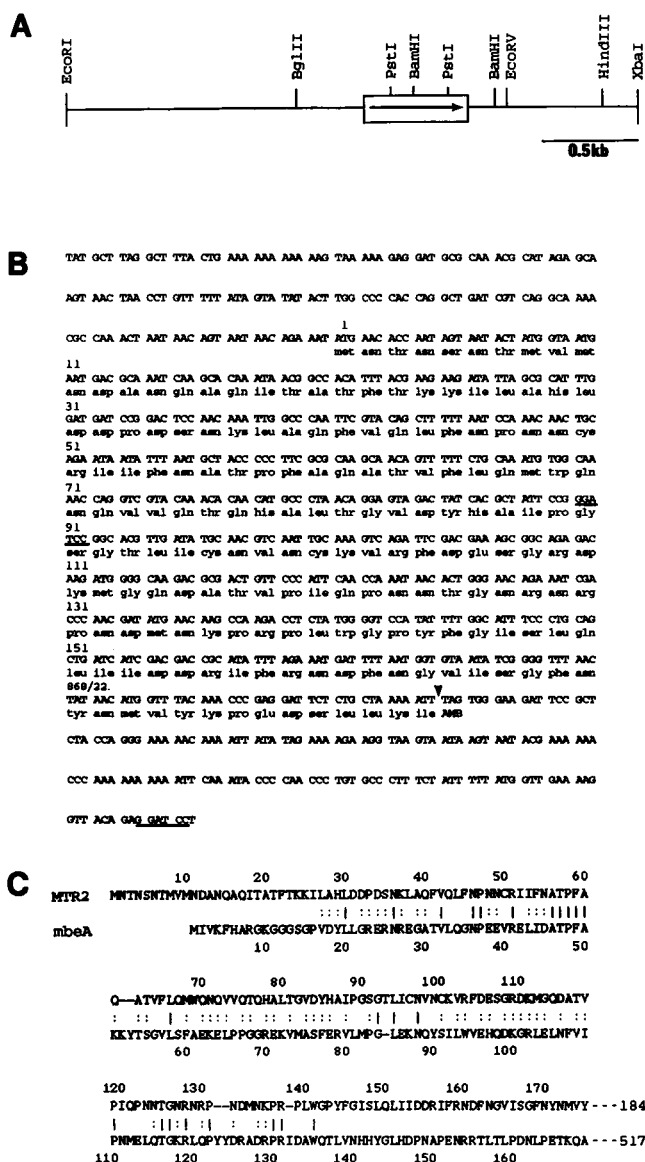 A
EcoRI
BglII
PstI
BamHI
PstI
BamHI
EcoRV
HindIII
XbaI
0.5kb
B
TAT GCT TAG GCT TTA CTG AAA AAA AAA AAG TAA AAA GAG GAT GCG CAA ACG CAT AGA GCA
AGT AAC TAA CCT GTT TTT ATA GTA TAT ACT TGG CCC CAC CAG GCT GAT CGT CAG GCA AAA
1
CGC CAA ACT AAT AAC AGT AAT AAC AGA AAT ATG AAC ACC AAT AGT AAT ACT ATG GTA ATG
met asn thr asn ser asn thr met val met
11
AAT GAC GCA AAT CAA GCA CAA ATA ACG GCC ACA TTT ACG AAG AAG ATA TTA GCG CAT TTG
asn asp ala asn gln ala gln ile thr ala thr phe thr lys lys ile leu ala his leu
31
GAT GAT CCG GAC TCC AAC AAA TTG GCC CAA TTC GTA CAG CTT TTT AAT CCA AAC AAC TGC
asp asp pro asp ser asn lys leu ala gln phe val gln leu phe asn pro asn asn cys
51
AGA ATA ATA TTT AAT GCT ACC CCC TTC GCG CAA GCA ACA GTT TTT CTG CAA ATG TGG CAA
arg ile ile phe asn ala thr pro phe ala gln ala thr val phe leu gln met trp gln
71
AAC CAG GTC GTA CAA ACA CAA CAT GCC CTA ACA GGA GTA GAC TAT CAC GCT ATT CCG GGA
asn gln val val gln thr gln his ala leu thr gly val asp tyr his ala ile pro gly
91
TCC GGC ACG TTG ATA TGC AAC GTC AAT TGC AAA GTC AGA TTC GAC GAA AGC GGC AGA GAC
ser gly thr leu ile cys asn val asn cys lys val arg phe asp glu ser gly arg asp
111
AAG ATG GGG CAA GAC GCG ACT GTT CCC ATT CAA CCA AAT AAC ACT GGG AAC AGA AAT CGA
lys met gly gln asp ala thr val pro ile gln pro asn asn thr gly asn arg asn arg
131
CCC AAC GAT ATG AAC AAG CCA AGA CCT CTA TGG GGT CCA TAT TTT GGC ATT TCC CTG CAG
pro asn asp met asn lys pro arg pro leu trp gly pro tyr phe gly ile ser leu gln
151
CTG ATC ATC GAC GAC CGC ATA TTT AGA AAT GAT TTT AAT GGT GTA ATA TCG GGG TTT AAC
leu ile ile asp asp arg ile phe arg asn asp phe asn gly val ile ser gly phe asn
868/22.
TAT AAC ATG GTT TAC AAA CCC GAG GAT TCT CTG CTA AAA ATT TAG TGG GAA GAT TCC GCT
tyr asn met val tyr lys pro glu asp ser leu leu lys ile AMB
CTA CCA GGG AAA AAC AAA ATT ATA TAG AAA AGA GGT AAG TAA TAA AGT AAT ACG AAA AAA
CCC AAA AAA AAA ATT CAA ATA CCC CAA CCC TGT GCC CTT TCT ATT TTT ATG GTT GAA AAG
GTT ACA GAG GAT CCT
C
10 20 30 40 50 60
MTR2 MNTNSNTMVMNDANQAQITATFTKKILAHLDDPDSNKLAQFVQLFNPNNCRIIFNATPFA
mbeA MIVKFHARGKGGGSGPVDYLLGRERNREGATVLQGNPEEVRELIDATPFA
10 20 30 40 50
70 80 90 100 110
Q--ATVFLQMWQNQVVQTQHALTGVDYHAIPGSGTLICNVNCKVRFDESGRDKMGQDATV
KKYTSGVLSFAEKELPPGGREKVMASFERVLMPG-LEKNQYSILWVEHQDKGRLELNFVI
60 70 80 90 100
120 130 140 150 160 170
PIQPNNTGNRNRP--NDMNKPRP-PLWGPYFGISLQLIIDDRIFRNDFNGVISGFNYNMVY ---184
PNMELQTGKRLQPYYDRADRPRIDAWQTLVNHHYGLHDPNAPENRRTLTLPDNLPETKQA ---517
110 120 130 140 150 160